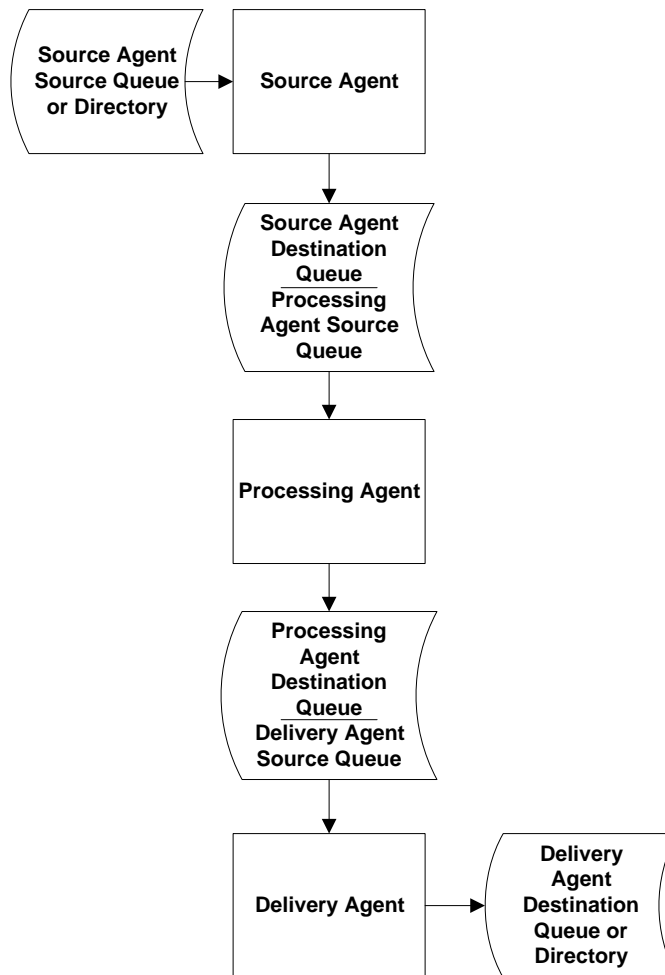 Source Agent
Source Queue
or Directory
Source Agent
Source Agent
Destination
Queue
Processing
Agent Source
Queue
Processing Agent
Processing
Agent
Destination
Queue
Delivery Agent
Source Queue
Delivery Agent
Delivery
Agent
Destination
Queue or
Directory